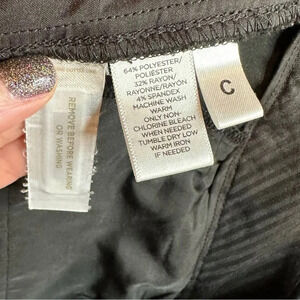 REMOVE BEFORE WEARING
OR WASHING
64% POLYESTER/
POLIESTER
32% RAYON/
RAYONNE/RAYÓN
4% SPANDEX
MACHINE WASH
WARM
ONLY NON-
CHLORINE BLEACH
WHEN NEEDED
TUMBLE DRY LOW
WARM IRON
IF NEEDED
C